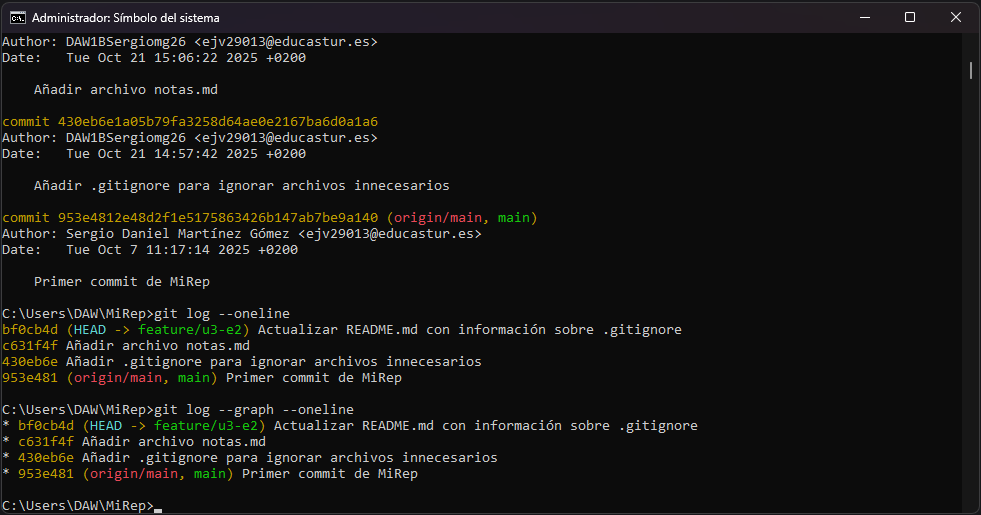 Administrador: Símbolo del sistema
Author: DAW1BSergiomg26 <ejv29013@educastur.es>
Date:   Tue Oct 21 15:06:22 2025 +0200
Añadir archivo notas.md
commit 430eb6e1a05b79fa3258d64ae0e2167ba6d0a1a6
Author: DAW1BSergiomg26 <ejv29013@educastur.es>
Date:   Tue Oct 21 14:57:42 2025 +0200
Añadir .gitignore para ignorar archivos innecesarios
commit 953e4812e48d2f1e5175863426b147ab7be9a140 (origin/main, main)
Author: Sergio Daniel Martínez Gómez <ejv29013@educastur.es>
Date:   Tue Oct 7 11:17:14 2025 +0200
Primer commit de MiRep
C:\Users\DAW\MiRep>git log --oneline
bf0cb4d (HEAD -> feature/u3-e2) Actualizar README.md con información sobre .gitignore
c631f4f Añadir archivo notas.md
430eb6e Añadir .gitignore para ignorar archivos innecesarios
953e481 (origin/main, main) Primer commit de MiRep
C:\Users\DAW\MiRep>git log --graph --oneline
* bf0cb4d (HEAD -> feature/u3-e2) Actualizar README.md con información sobre .gitignore
* c631f4f Añadir archivo notas.md
* 430eb6e Añadir .gitignore para ignorar archivos innecesarios
* 953e481 (origin/main, main) Primer commit de MiRep
C:\Users\DAW\MiRep>